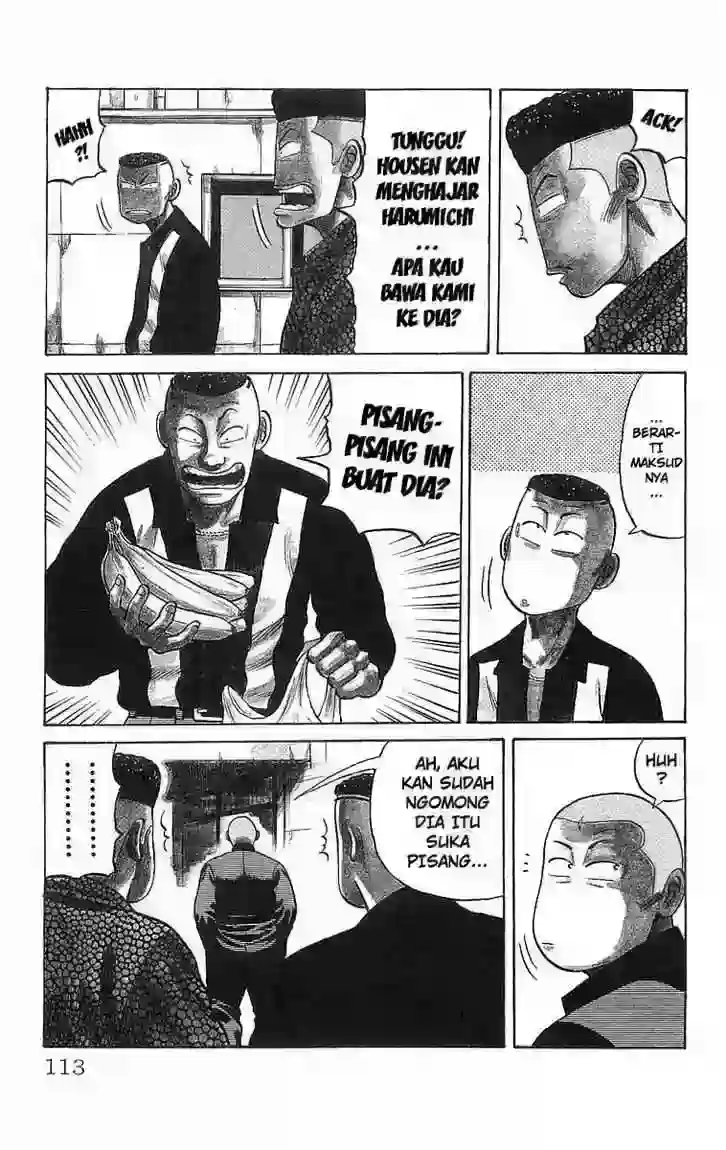 ACK!
TUNGGU!
HOUSEN KAN
MENGHAJAR
HARUMICHI
...
APA KAU
BAWA KAMI
KE DIA?
HAHH
?!
...
BERAR-
TI
MAKSUD
NYA
...
PISANG-
PISANG INI
BUAT DIA?
HUH
?
AH, AKU
KAN SUDAH
NGOMONG
DIA ITU
SUKA
PISANG...
.........
113